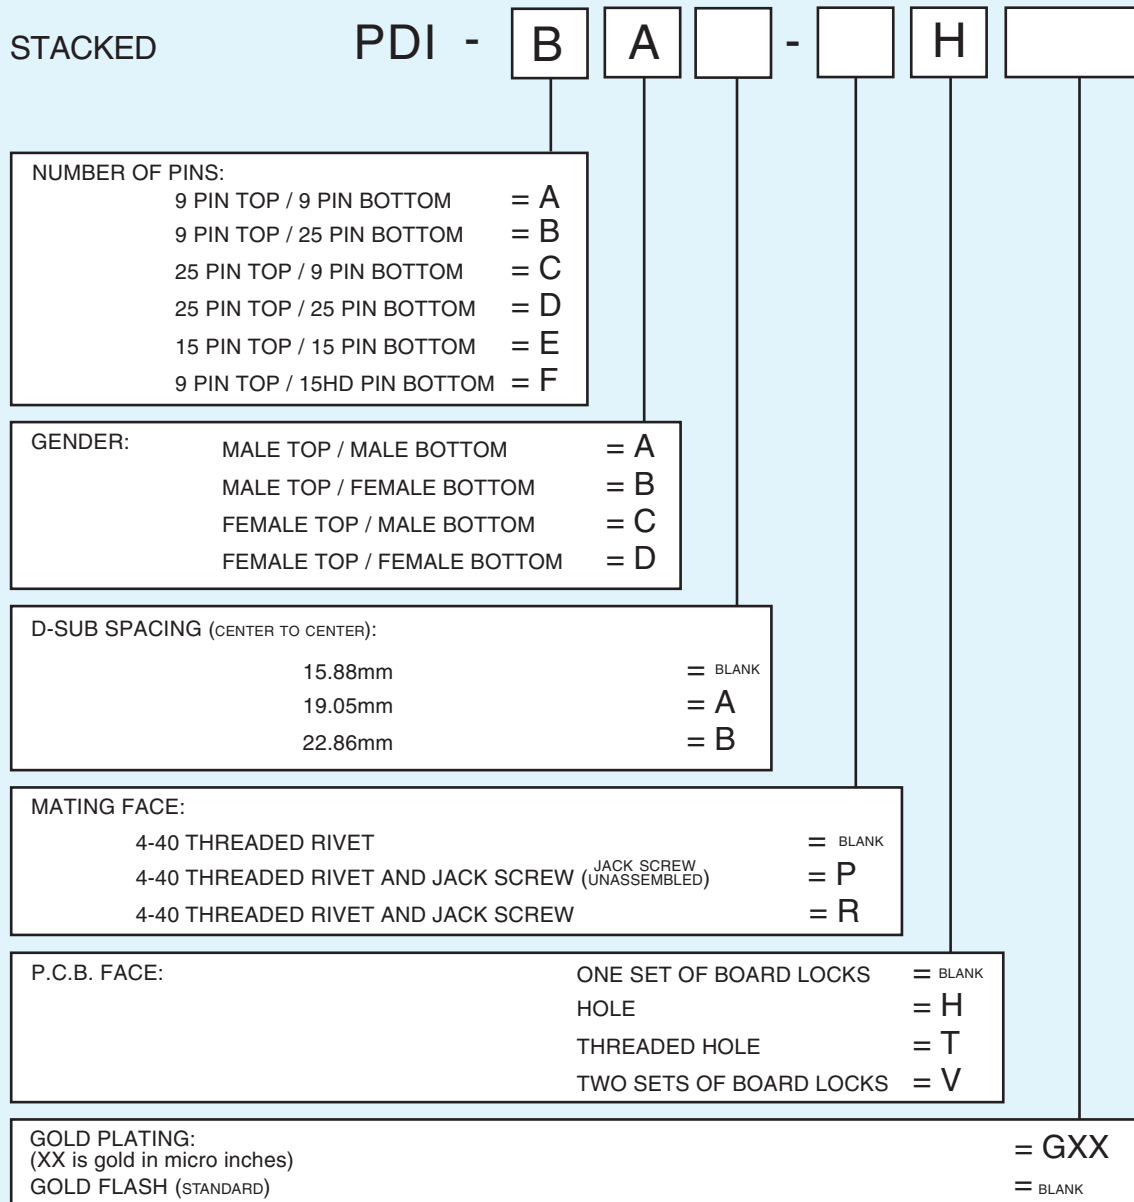 STACKED PDI - B A - H
NUMBER OF PINS:
9 PIN TOP / 9 PIN BOTTOM = A
9 PIN TOP / 25 PIN BOTTOM = B
25 PIN TOP / 9 PIN BOTTOM = C
25 PIN TOP / 25 PIN BOTTOM = D
15 PIN TOP / 15 PIN BOTTOM = E
9 PIN TOP / 15HD PIN BOTTOM = F
GENDER:
MALE TOP / MALE BOTTOM = A
MALE TOP / FEMALE BOTTOM = B
FEMALE TOP / MALE BOTTOM = C
FEMALE TOP / FEMALE BOTTOM = D
D-SUB SPACING (CENTER TO CENTER):
15.88mm = BLANK
19.05mm = A
22.86mm = B
MATING FACE:
4-40 THREADED RIVET = BLANK
4-40 THREADED RIVET AND JACK SCREW (JACK SCREW UNASSEMBLED) = P
4-40 THREADED RIVET AND JACK SCREW = R
P.C.B. FACE:
ONE SET OF BOARD LOCKS = BLANK
HOLE = H
THREADED HOLE = T
TWO SETS OF BOARD LOCKS = V
GOLD PLATING: = GXX
(XX is gold in micro inches)
GOLD FLASH (STANDARD) = BLANK